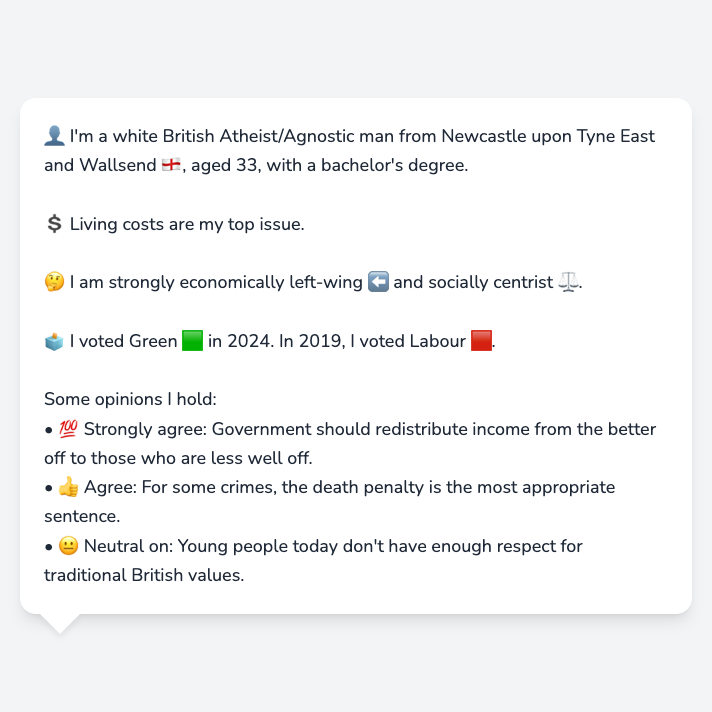 👤 I'm a white British Atheist/Agnostic man from Newcastle upon Tyne East
and Wallsend 🏴󠁧󠁢󠁥󠁮󠁧󠁿, aged 33, with a bachelor's degree.
💲 Living costs are my top issue.
🤔 I am strongly economically left-wing ⬅️ and socially centrist ⚖️.
🗳️ I voted Green 🟩 in 2024. In 2019, I voted Labour 🟥.
Some opinions I hold:
• 💯 Strongly agree: Government should redistribute income from the better
off to those who are less well off.
• 👍 Agree: For some crimes, the death penalty is the most appropriate
sentence.
• 😐 Neutral on: Young people today don't have enough respect for
traditional British values.